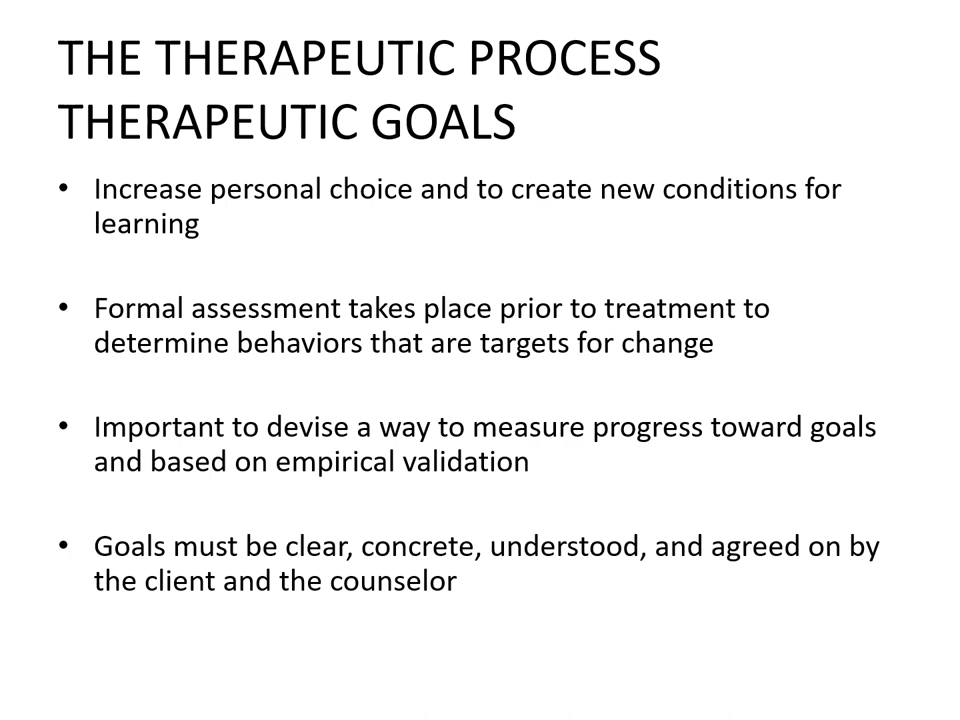 THE THERAPEUTIC PROCESS
THERAPEUTIC GOALS
• Increase personal choice and to create new conditions for
learning
• Formal assessment takes place prior to treatment to
determine behaviors that are targets for change
• Important to devise a way to measure progress toward goals
and based on empirical validation
• Goals must be clear, concrete, understood, and agreed on by
the client and the counselor